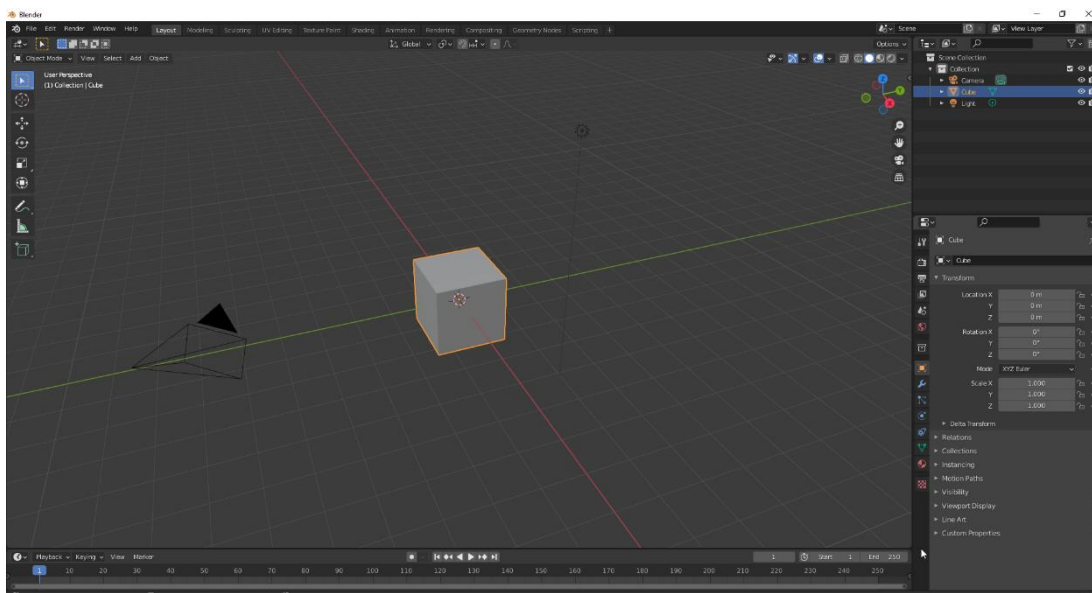 Blender
File Edit Render Window Help Layout Modeling Sculpting UV Editing Texture Paint Shading Animation Rendering Compositing Geometry Nodes Scripting + Scene View Layer
Global Options
Object Mode View Select Add Object
User Perspective
(1) Collection | Cube
Z
Y
X
Scene Collection
Collection
Camera
Cube
Light
Cube
Cube
Transform
Location X 0 m
Y 0 m
Z 0 m
Rotation X 0°
Y 0°
Z 0°
Mode XYZ Euler
Scale X 1.000
Y 1.000
Z 1.000
Delta Transform
Relations
Collections
Instancing
Motion Paths
Visibility
Viewport Display
Line Art
Custom Properties
Playback Keying View Marker 1 Start 1 End 250
1 10 20 30 40 50 60 70 80 90 100 110 120 130 140 150 160 170 180 190 200 210 220 230 240 250